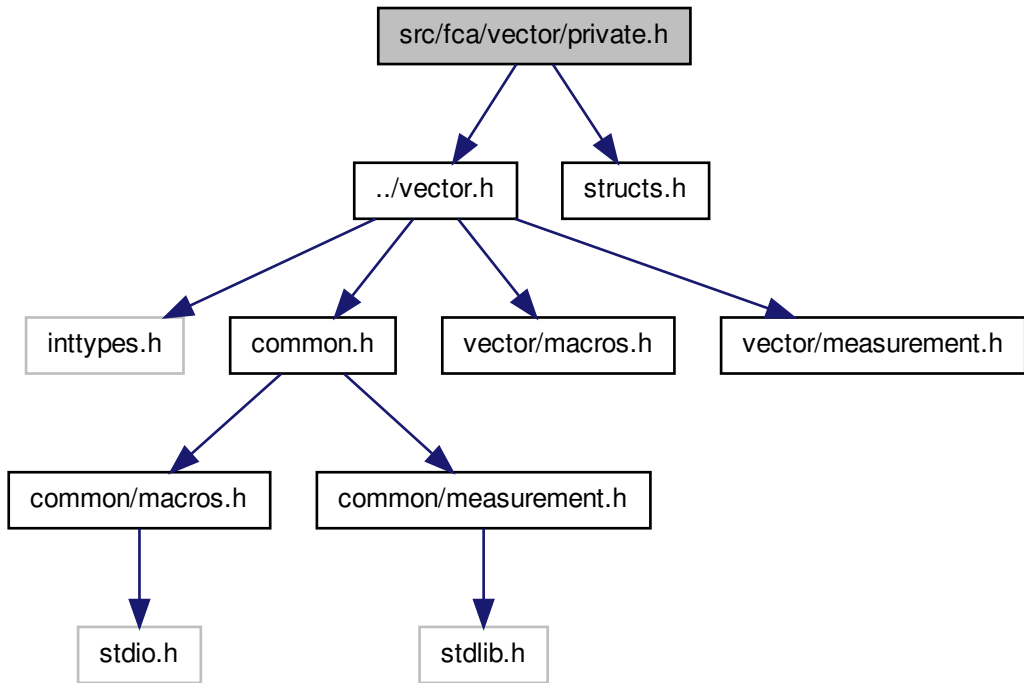 src/fca/vector/private.h
../vector.h
structs.h
inttypes.h
common.h
vector/macros.h
vector/measurement.h
common/macros.h
common/measurement.h
stdio.h
stdlib.h